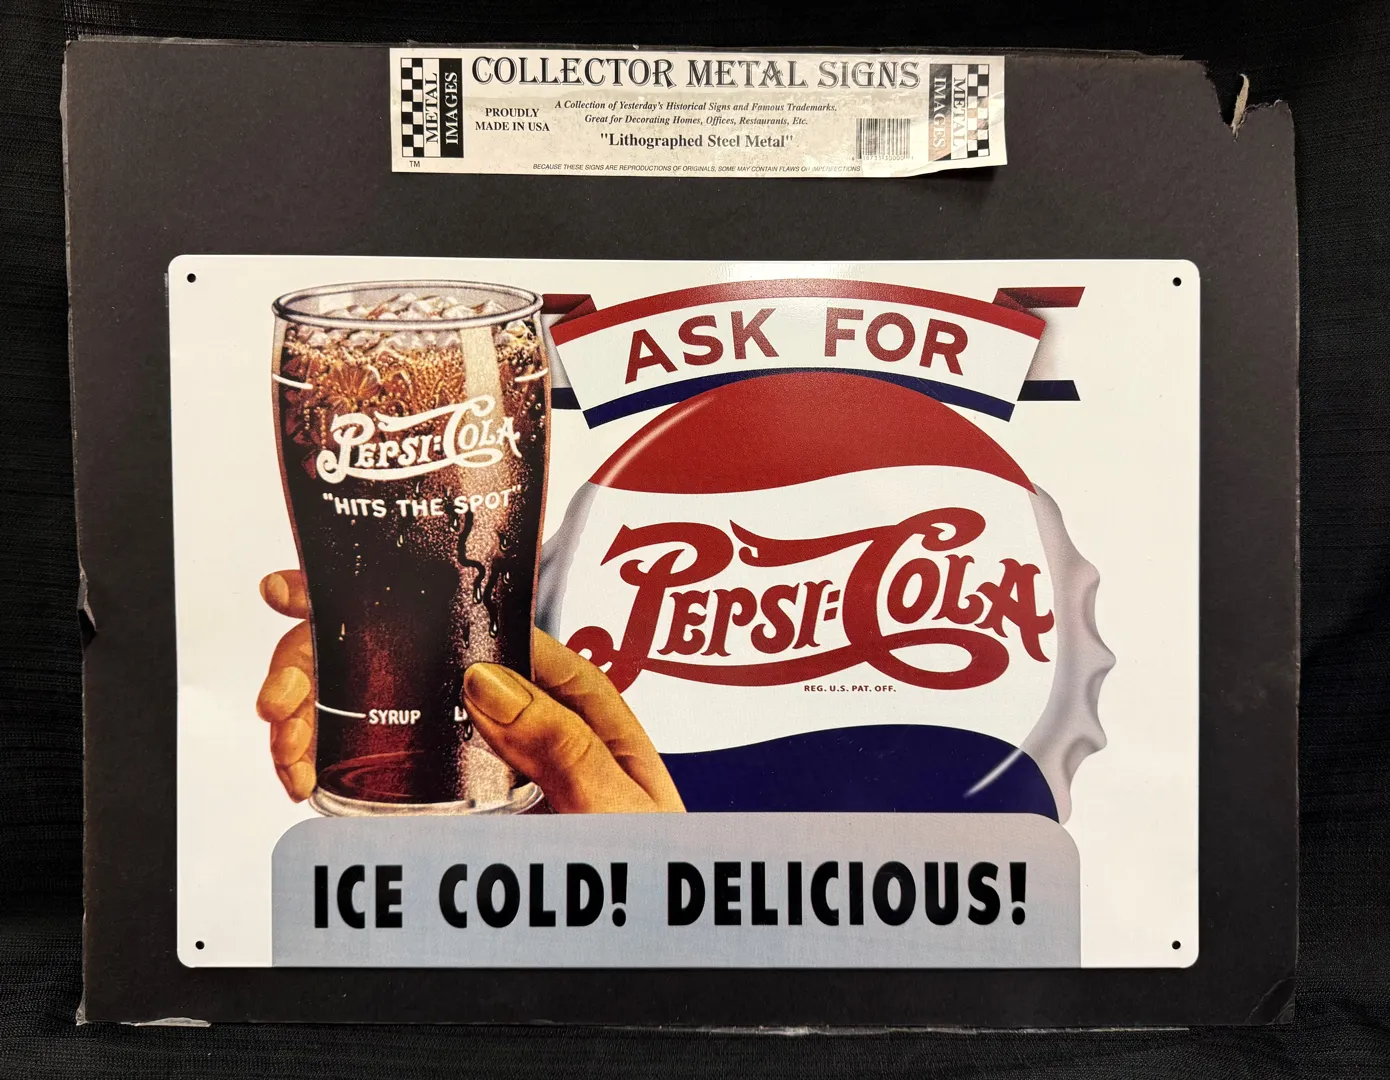 METAL IMAGES
COLLECTOR METAL SIGNS
PROUDLY
MADE IN USA
A Collection of Yesterday's Historical Signs and Famous Trademarks.
Great for Decorating Homes, Offices, Restaurants, Etc.
"Lithographed Steel Metal"
TM
BECAUSE THESE SIGNS ARE REPRODUCTIONS OF ORIGINALS, SOME MAY CONTAIN FLAWS OR IMPERFECTIONS
METAL IMAGES
ASK FOR
PEPSI:COLA
"HITS THE SPOT"
SYRUP
PEPSI:COLA
REG. U.S. PAT. OFF.
ICE COLD! DELICIOUS!